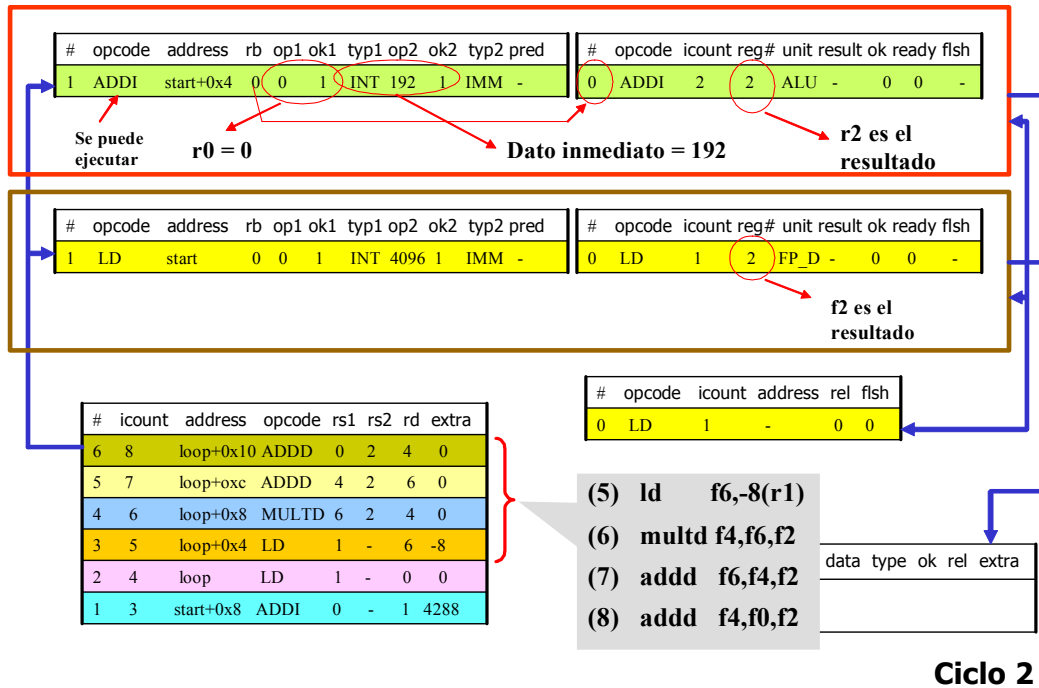 # opcode address rb op1 ok1 typ1 op2 ok2 typ2 pred
1 ADDI start+0x4 0 0 1 INT 192 1 IMM -
# opcode icount reg# unit result ok ready flsh
0 ADDI 2 2 ALU - 0 0 -
Se puede
ejecutar
r0 = 0
Dato inmediato = 192
r2 es el
resultado
# opcode address rb op1 ok1 typ1 op2 ok2 typ2 pred
1 LD start 0 0 1 INT 4096 1 IMM -
# opcode icount reg# unit result ok ready flsh
0 LD 1 2 FP_D - 0 0 -
f2 es el
resultado
# opcode icount address rel flsh
0 LD 1 - 0 0
# icount address opcode rs1 rs2 rd extra
6 8 loop+0x10 ADDD 0 2 4 0
5 7 loop+oxc ADDD 4 2 6 0
4 6 loop+0x8 MULTD 6 2 4 0
3 5 loop+0x4 LD 1 - 6 -8
2 4 loop LD 1 - 0 0
1 3 start+0x8 ADDI 0 - 1 4288
(5) ld f6,-8(r1)
(6) multd f4,f6,f2
(7) addd f6,f4,f2
(8) addd f4,f0,f2
data type ok rel extra
Ciclo 2